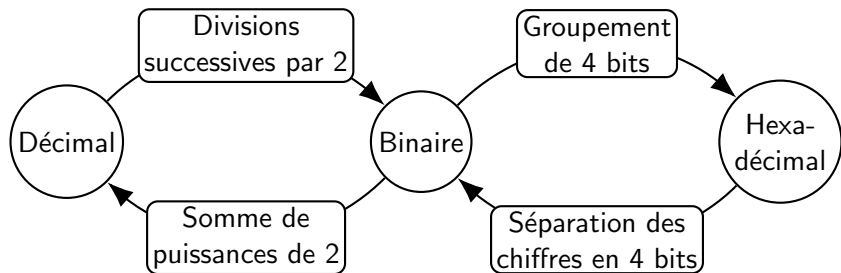 Divisions
successives par 2
Groupement
de 4 bits
Décimal
Binaire
Hexa-
décimal
Somme de
puissances de 2
Séparation des
chiffres en 4 bits